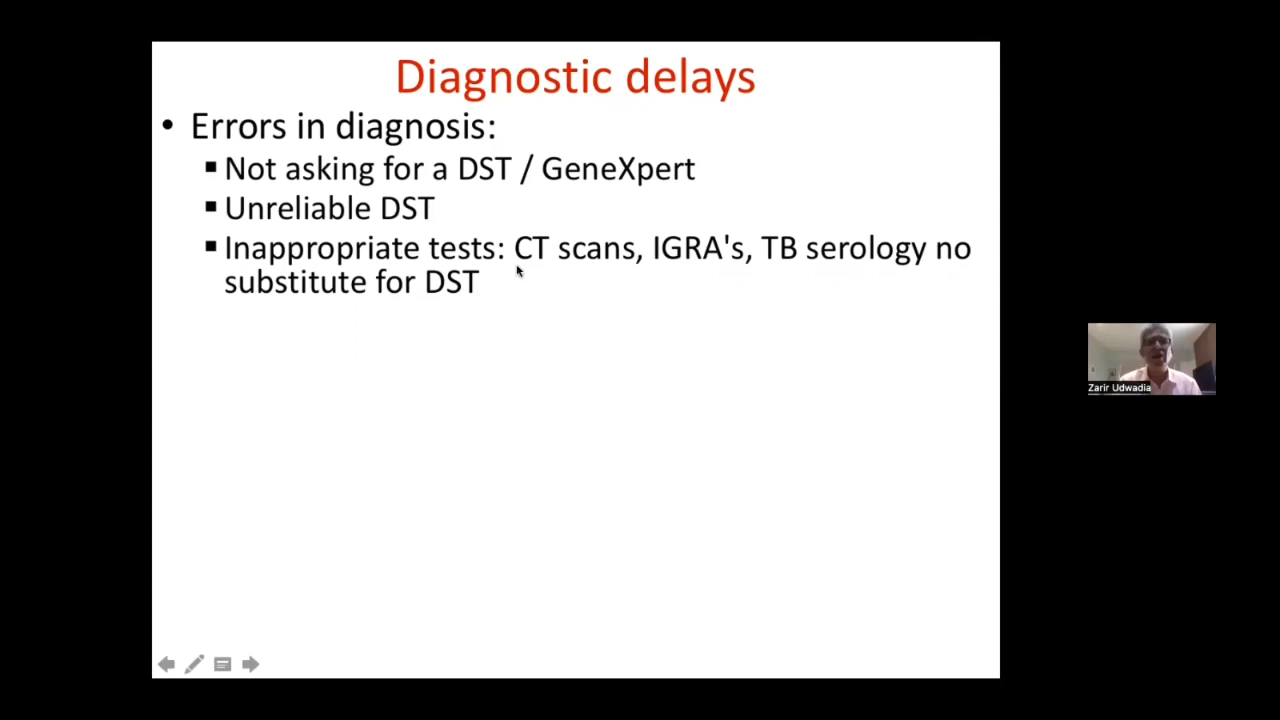 Diagnostic delays
• Errors in diagnosis:
▪ Not asking for a DST / GeneXpert
▪ Unreliable DST
▪ Inappropriate tests: CT scans, IGRA's, TB serology no
substitute for DST
Zarir Udwadia